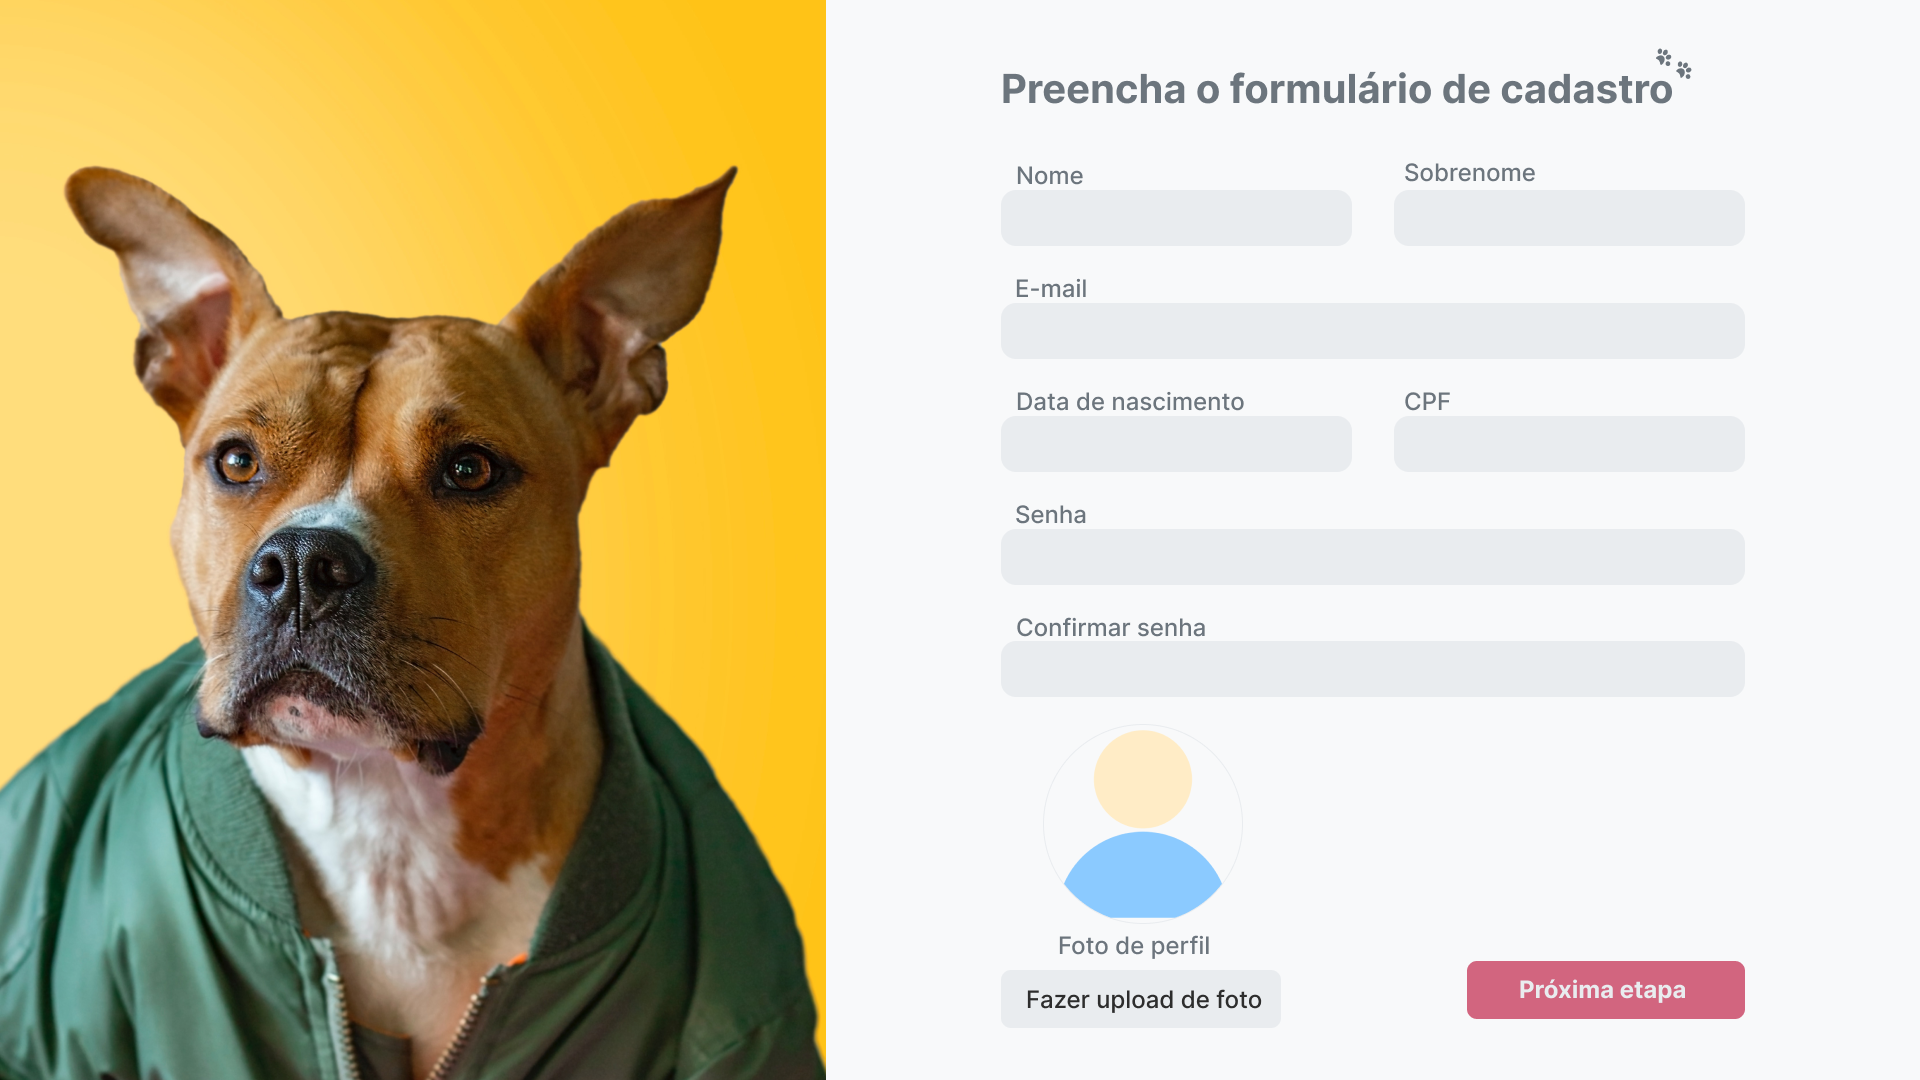 Preencha o formulário de cadastro
Nome
Sobrenome
E-mail
Data de nascimento
CPF
Senha
Confirmar senha
Foto de perfil
Fazer upload de foto
Próxima etapa